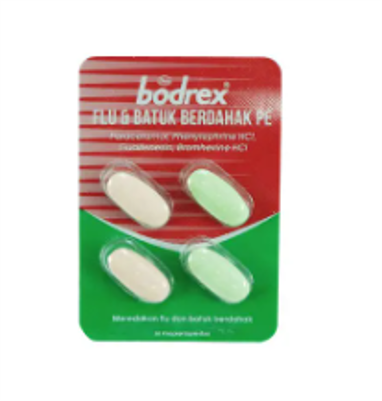 bodrex®
FLU & BATUK BERDAHAK PE
Paracetamol, Phenylephrine HCl,
Guaifenesin, Bromhexine HCl
Meredakan flu dan batuk berdahak